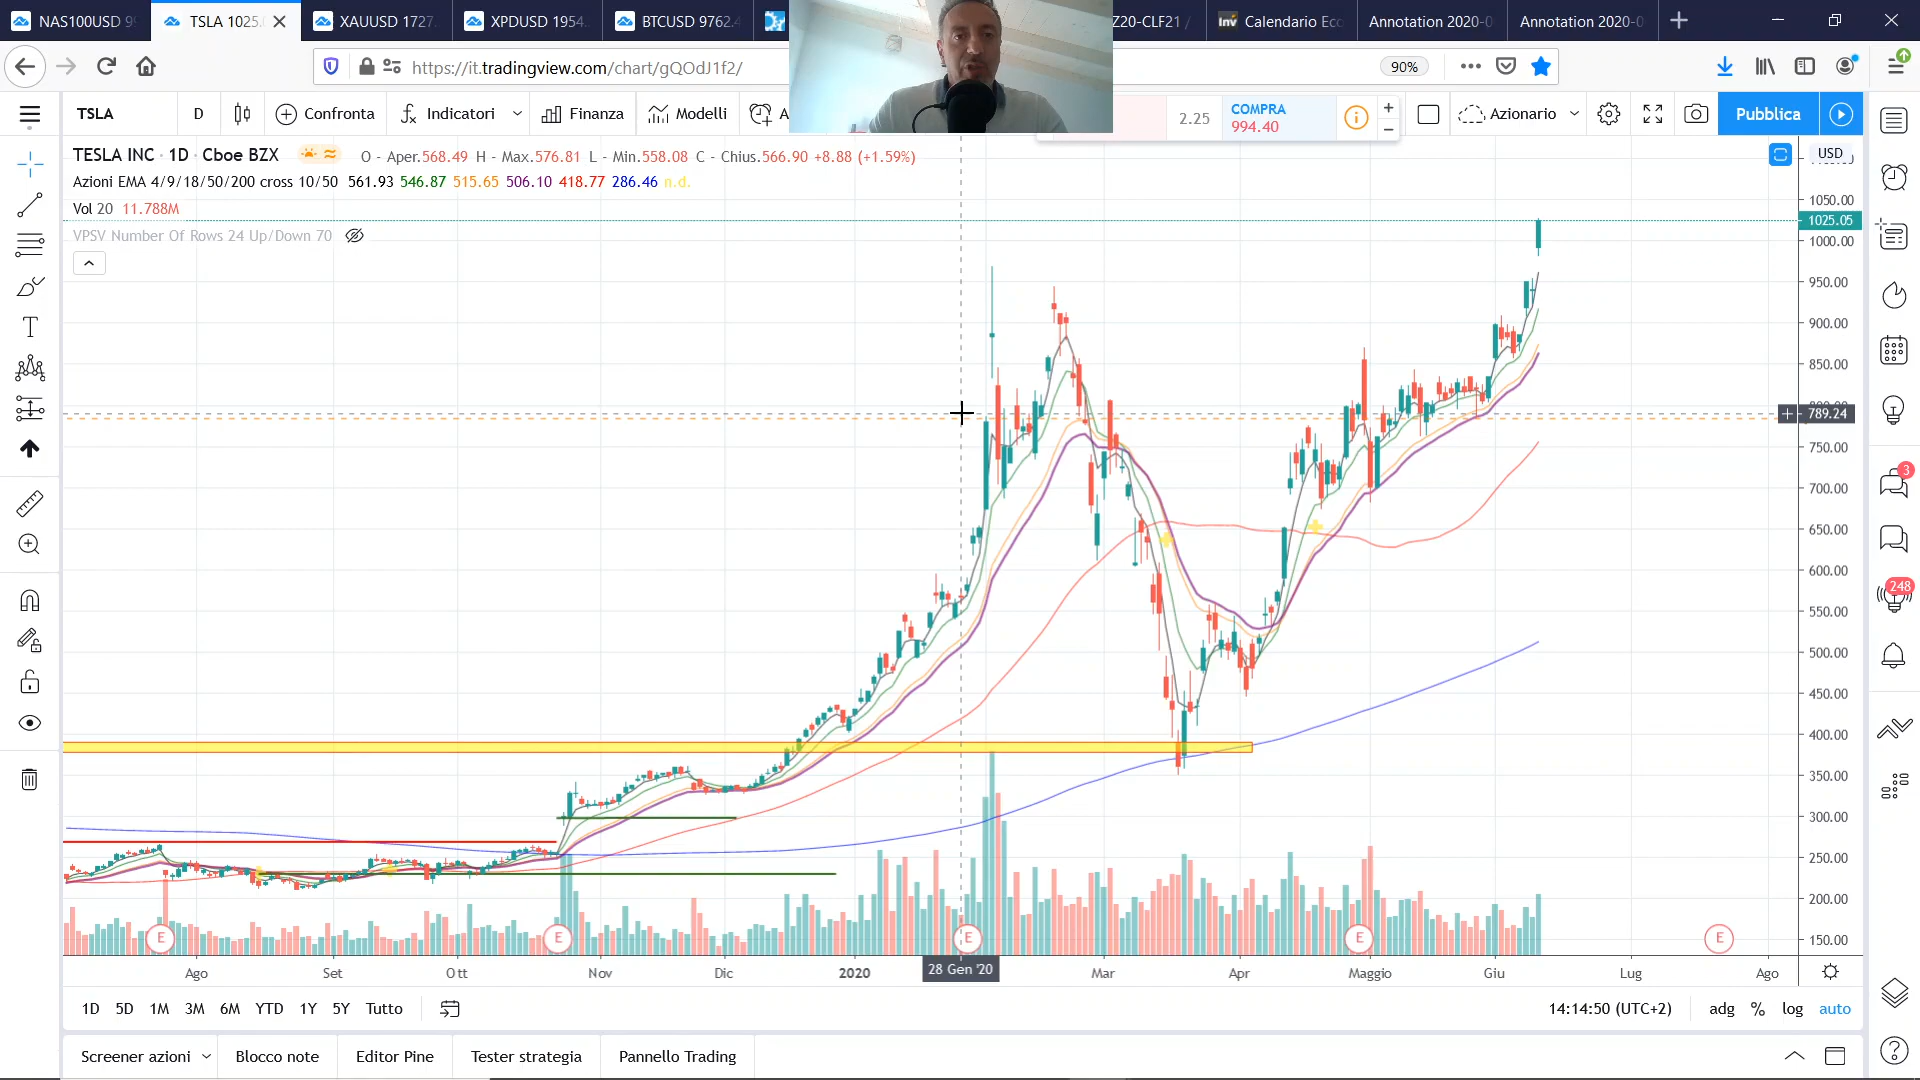 NAS100USD 99
TSLA 1025.
XAUUSD 1727.
XPDUSD 1954.
BTCUSD 9762.4
Z20-CLF21 /
Inv Calendario Eco
Annotation 2020-0
Annotation 2020-0
https://it.tradingview.com/chart/gQOdJ1f2/
90%
TSLA
D
Confronta
Indicatori
Finanza
Modelli
A
2.25
COMPRA
994.40
Azionario
Pubblica
TESLA INC · 1D · Cboe BZX
O - Aper.568.49 H - Max.576.81 L - Min.558.08 C - Chius.566.90 +8.88 (+1.59%)
USD
Azioni EMA 4/9/18/50/200 cross 10/50 561.93 546.87 515.65 506.10 418.77 286.46 n.d.
Vol 20 11.788M
VPSV Number Of Rows 24 Up/Down 70
1050.00
1025.05
1000.00
950.00
900.00
850.00
789.24
750.00
700.00
650.00
600.00
550.00
500.00
450.00
400.00
350.00
300.00
250.00
200.00
150.00
3
248
E
E
E
E
E
Ago
Set
Ott
Nov
Dic
2020
28 Gen '20
Mar
Apr
Maggio
Giu
Lug
Ago
1D 5D 1M 3M 6M YTD 1Y 5Y Tutto
14:14:50 (UTC+2)
adg % log auto
Screener azioni
Blocco note
Editor Pine
Tester strategia
Pannello Trading